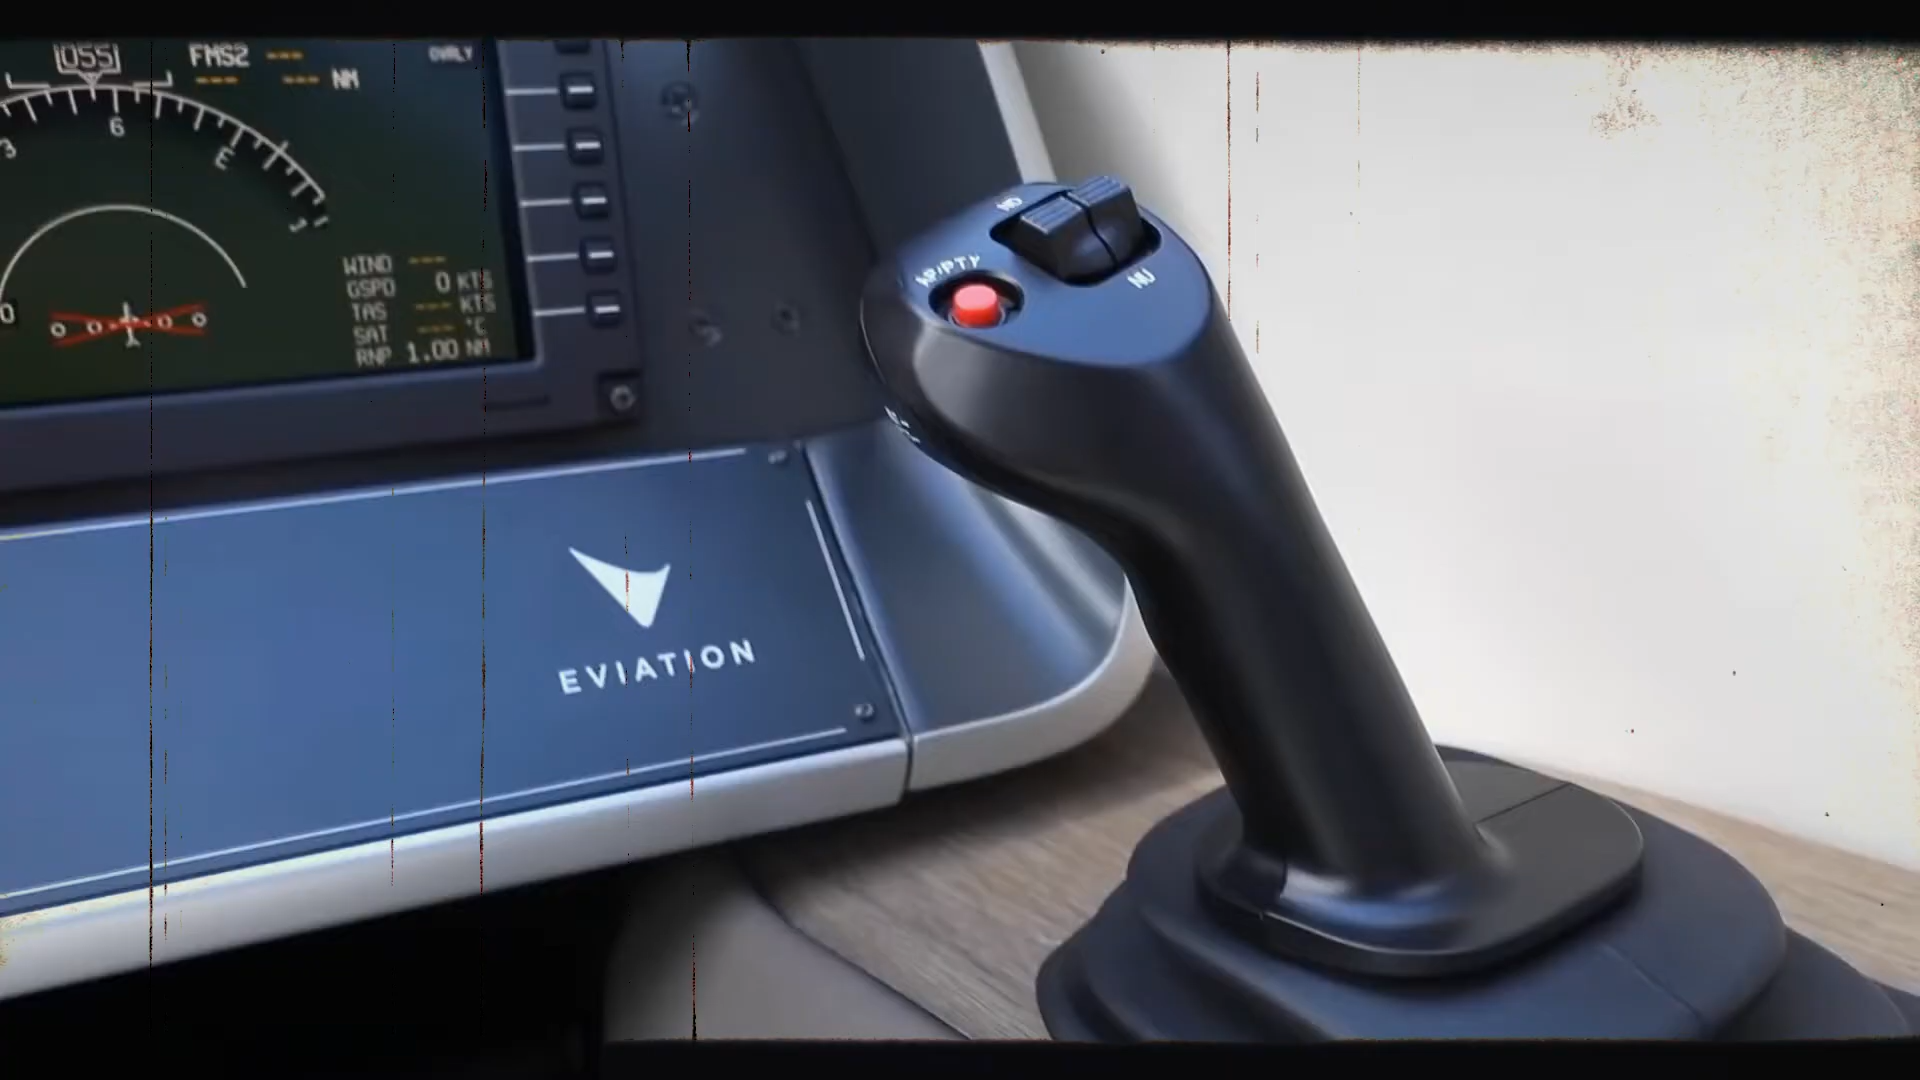 055
FMS2 ---
OVRLY
--- --- NM
3 6 E 1
0
WIND ---
GSPD 0 KTS
TAS --- KTS
SAT --- °C
RNP 1.00 NM
ND
AP/PTY
NU
EVIATION